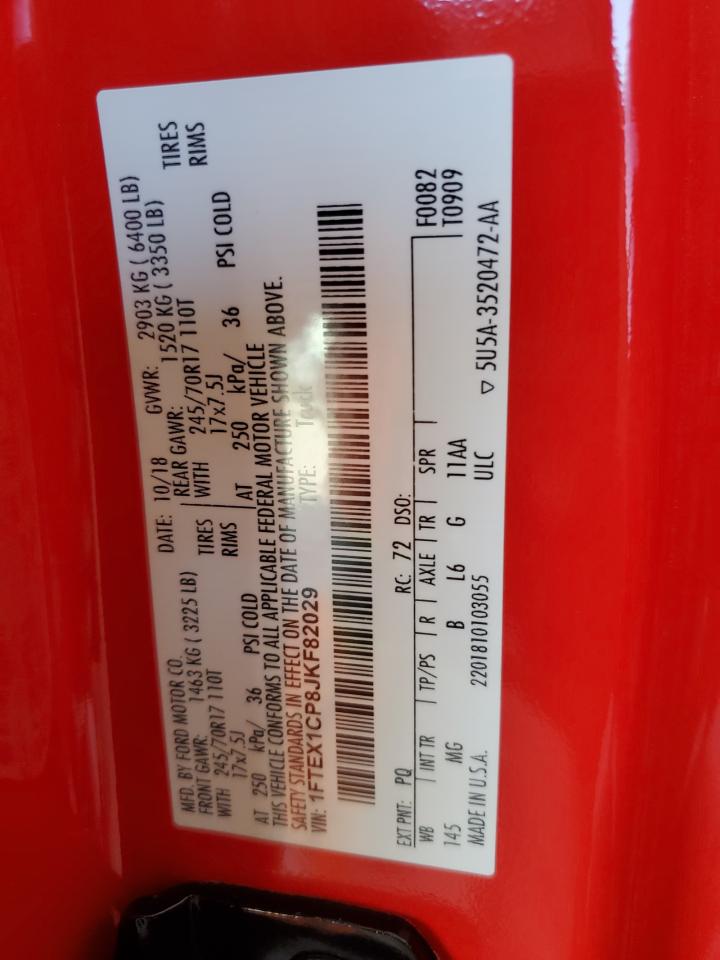 MFD. BY FORD MOTOR CO.
DATE: 10/18 GVWR: 2903 KG ( 6400 LB)
FRONT GAWR: 1463 KG ( 3225 LB) REAR GAWR: 1520 KG ( 3350 LB)
WITH 245/70R17 110T TIRES WITH 245/70R17 110T TIRES
17x7.5J RIMS 17x7.5J RIMS
AT 250 kPa/ 36 PSI COLD AT 250 kPa/ 36 PSI COLD
THIS VEHICLE CONFORMS TO ALL APPLICABLE FEDERAL MOTOR VEHICLE
SAFETY STANDARDS IN EFFECT ON THE DATE OF MANUFACTURE SHOWN ABOVE.
VIN: 1FTEX1CP8JKF82029 TYPE: Truck
F0082
T0909
EXT PNT: PQ RC: 72 DSO:
WB INT TR TP/PS R AXLE TR SPR
145 MG B L6 G 11AA
MADE IN U.S.A. 2201810103055 ULC
▽ 5U5A-3520472-AA